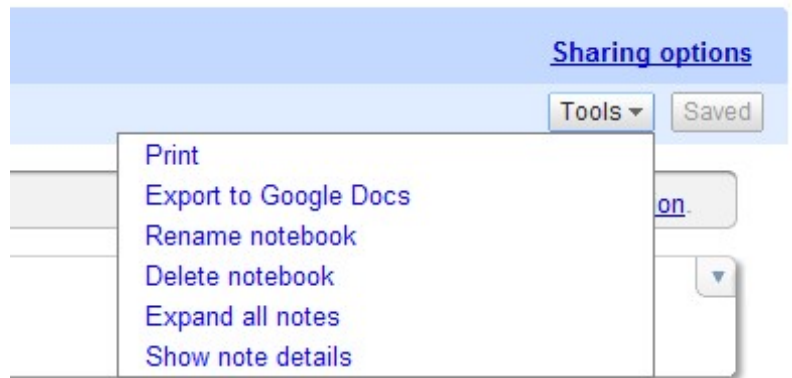 Sharing options
Tools Saved
Print
Export to Google Docs
on.
Rename notebook
Delete notebook
Expand all notes
Show note details